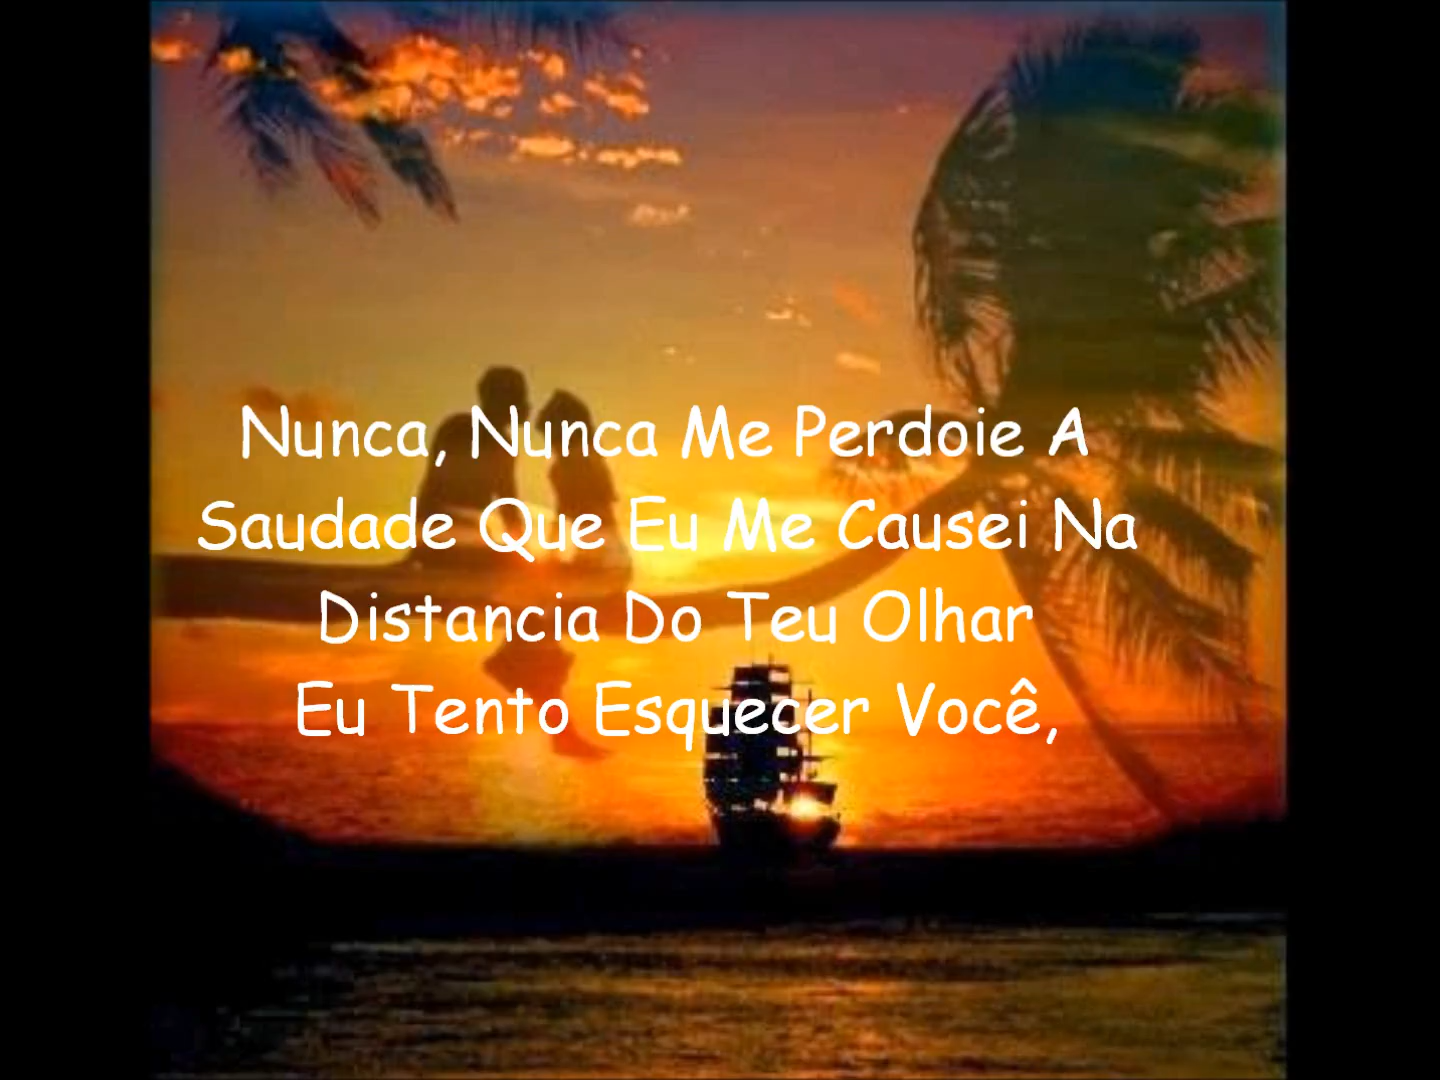 Nunca, Nunca Me Perdoie A
Saudade Que Eu Me Causei Na
Distancia Do Teu Olhar
Eu Tento Esquecer Você,